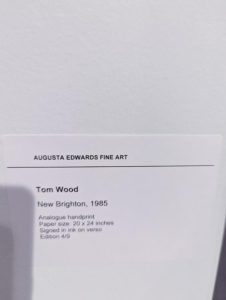 AUGUSTA EDWARDS FINE ART
Tom Wood
New Brighton, 1985
Analogue handprint
Paper size: 20 x 24 inches
Signed in ink on verso
Edition 4/9